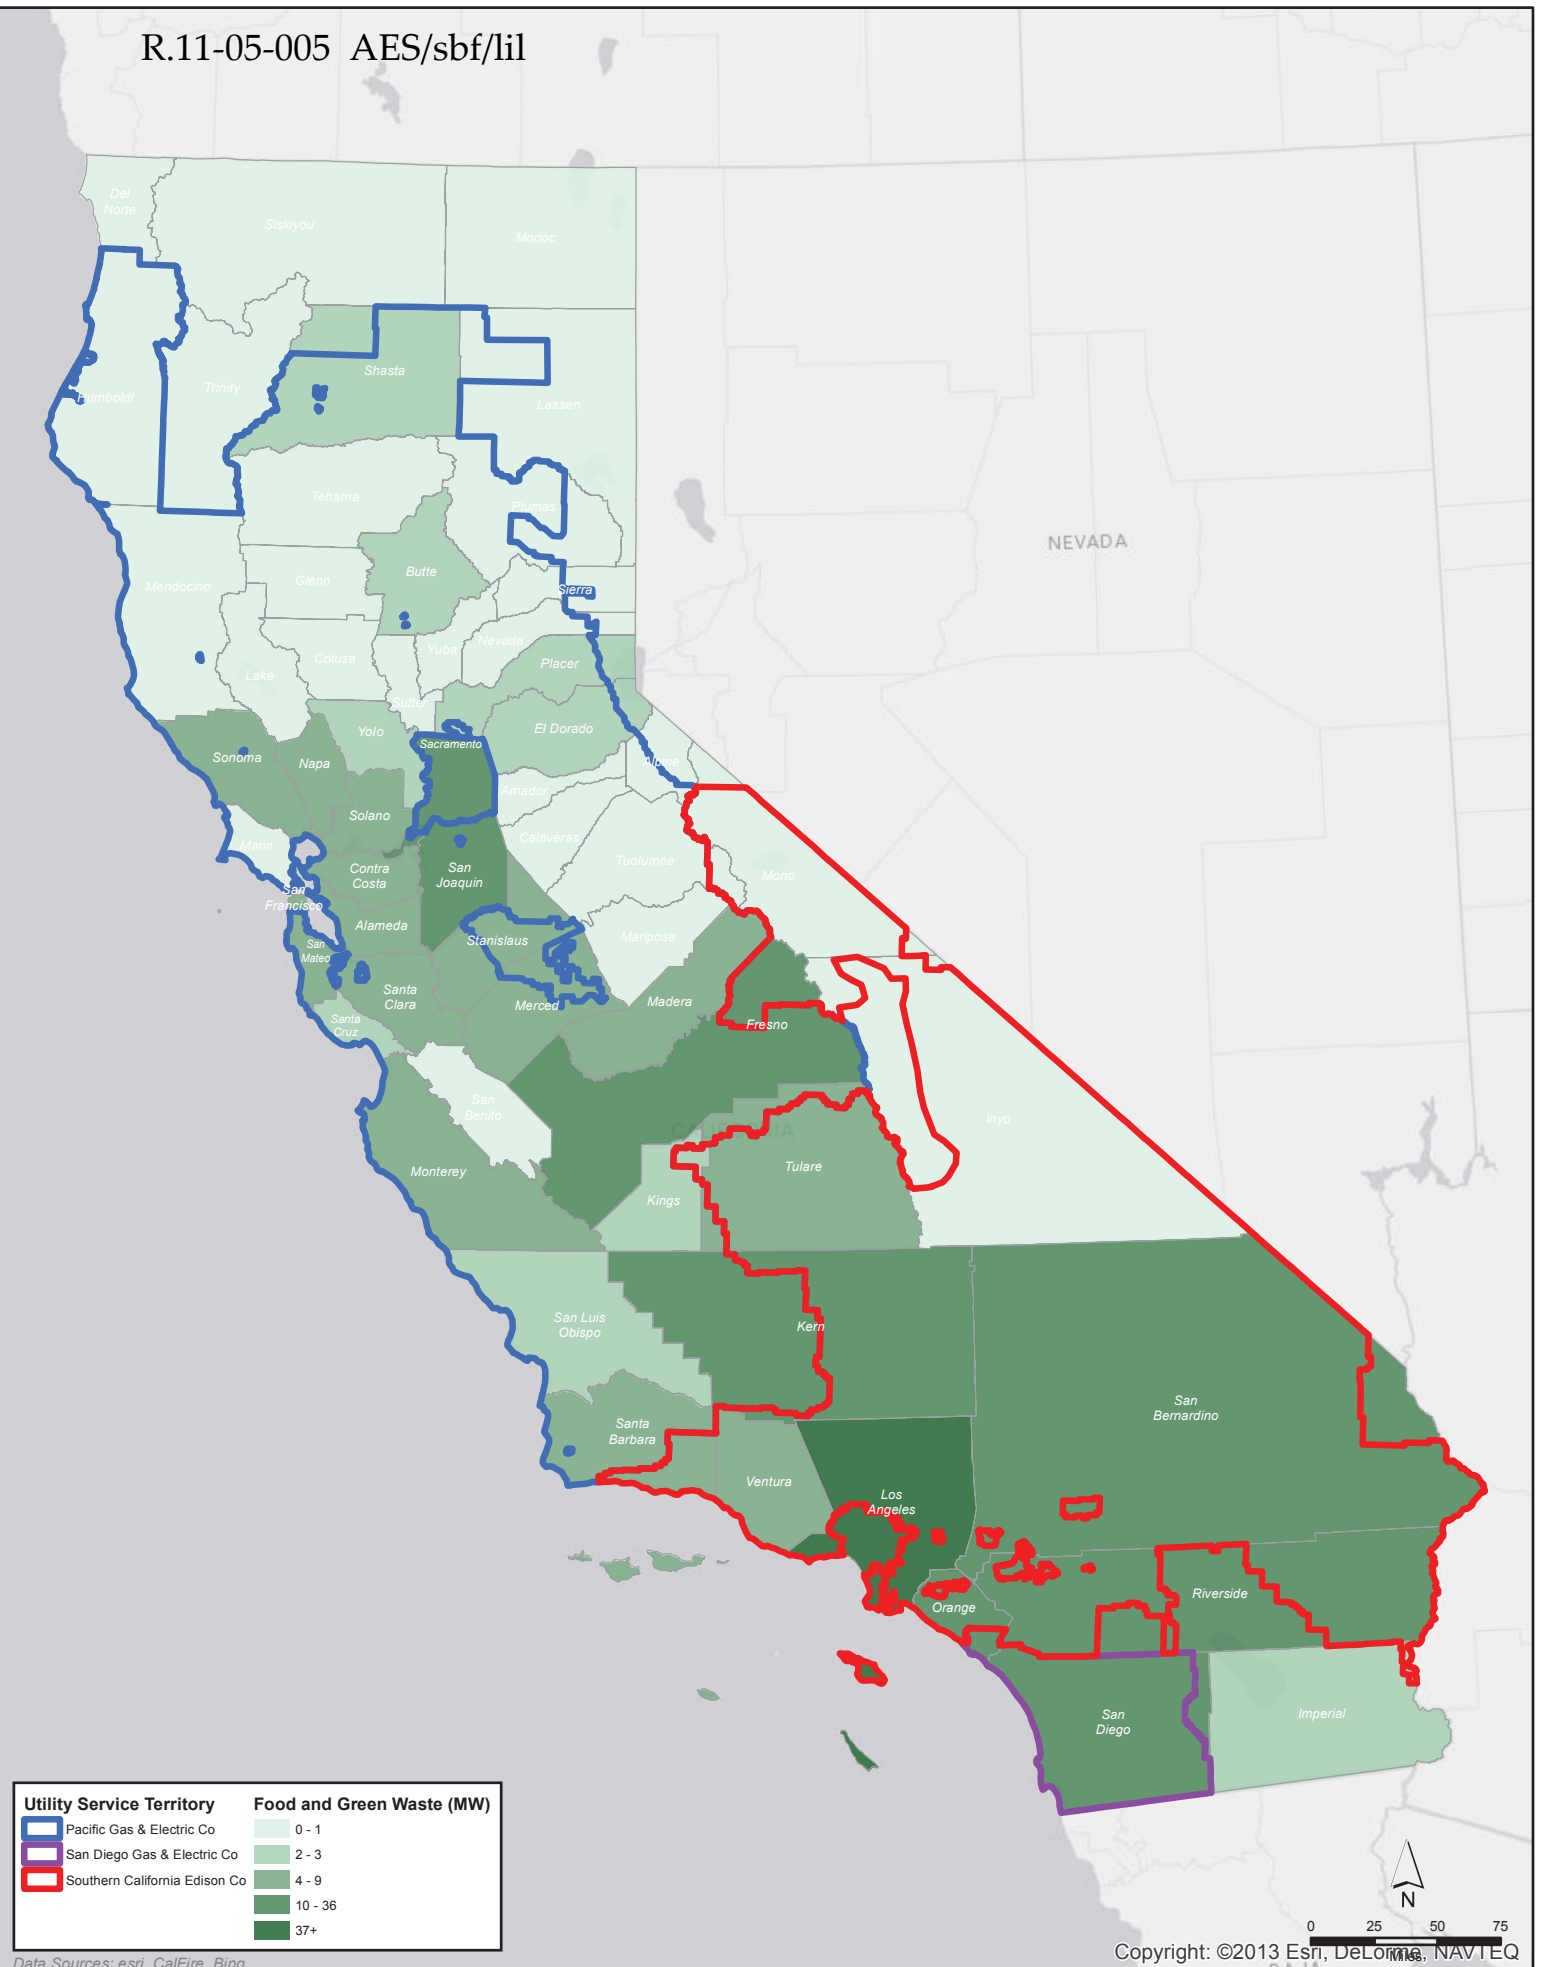 R.11-05-005 AES/sbf/lil
Del
Norte
Siskiyou
Modoc
Humboldt
Trinity
Shasta
Lassen
Tehama
Plumas
NEVADA
Mendocino
Glenn
Butte
Sierra
Lake
Colusa
Yuba
Nevada
Sutter
Placer
Yolo
El Dorado
Sonoma
Napa
Sacramento
Alpine
Amador
Solano
Marin
Calaveras
Contra
Costa
San
Joaquin
Tuolumne
Mono
San
Francisco
Alameda
San
Mateo
Stanislaus
Mariposa
Santa
Clara
Merced
Madera
Santa
Cruz
Fresno
San
Benito
CALIFORNIA
Inyo
Monterey
Tulare
Kings
San Luis
Obispo
Kern
San
Bernardino
Santa
Barbara
Ventura
Los
Angeles
Orange
Riverside
San
Diego
Imperial
Utility Service Territory
Pacific Gas & Electric Co
San Diego Gas & Electric Co
Southern California Edison Co
Food and Green Waste (MW)
0 - 1
2 - 3
4 - 9
10 - 36
37+
N
0 25 50 75
Miles
Copyright: ©2013 Esri, DeLorme, NAVTEQ
Data Sources: esri, CalFire, Bing